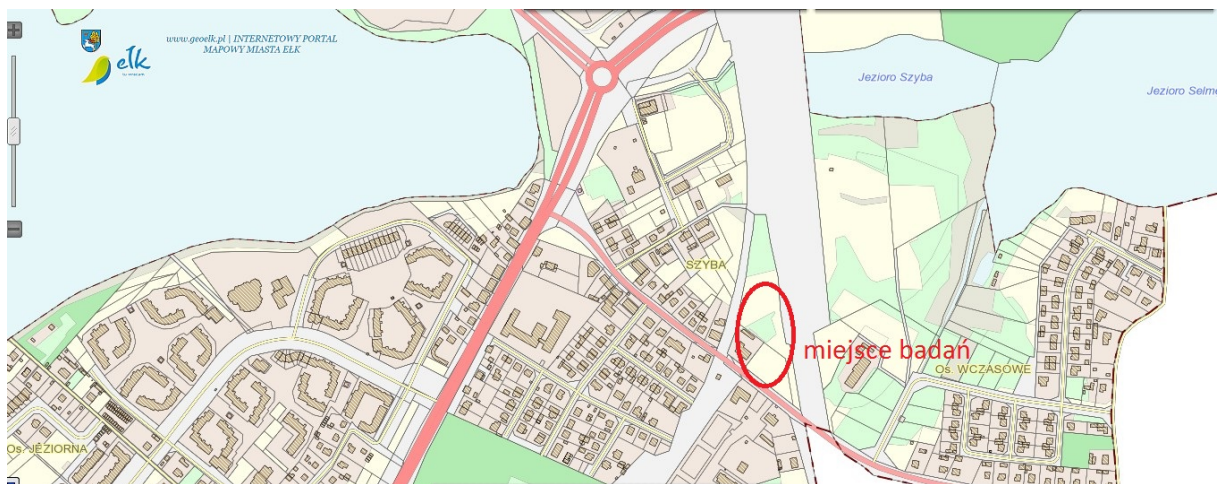 www.geoelk.pl | INTERNETOWY PORTAL
MAPOWY MIASTA EŁK
ełk
Jezioro Szyba
Jezioro Selme
SZYBA
miejsce badań
Os. WCZASOWE
Os. JEZIORNA